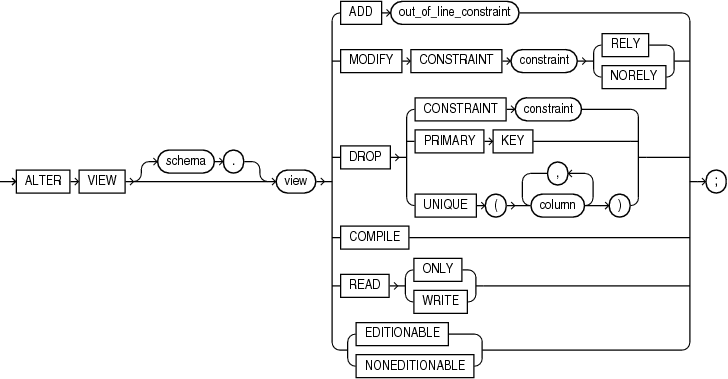 ADD out_of_line_constraint
RELY
MODIFY CONSTRAINT constraint
NORELY
CONSTRAINT constraint
PRIMARY KEY
DROP
schema .
ALTER VIEW view ;
,
UNIQUE ( column )
COMPILE
ONLY
READ
WRITE
EDITIONABLE
NONEDITIONABLE